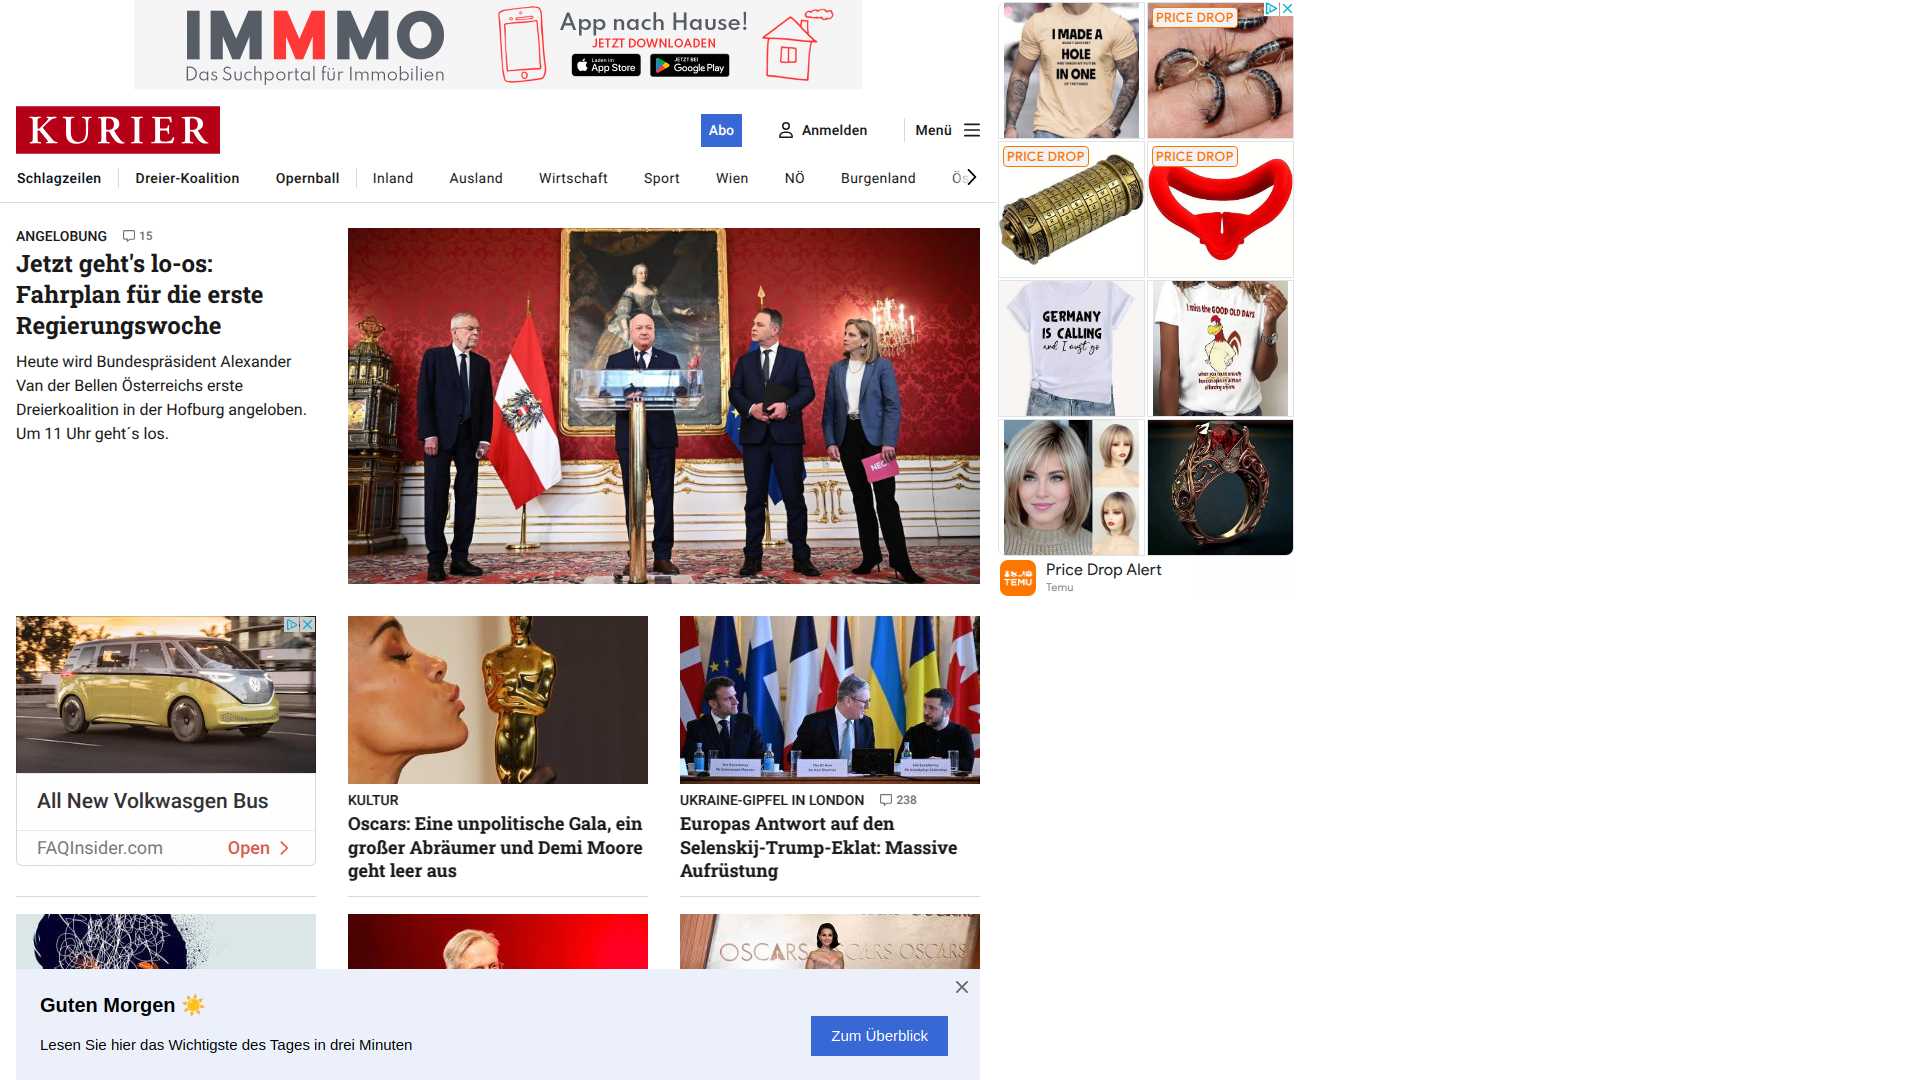 IMMMO
Das Suchportal für Immobilien
App nach Hause!
JETZT DOWNLOADEN
Laden im
App Store
JETZT BEI
Google Play
KURIER
Abo
Anmelden
Menü
Schlagzeilen
Dreier-Koalition
Opernball
Inland
Ausland
Wirtschaft
Sport
Wien
NÖ
Burgenland
Ös
ANGELOBUNG 15
Jetzt geht's lo-os:
Fahrplan für die erste
Regierungswoche
Heute wird Bundespräsident Alexander
Van der Bellen Österreichs erste
Dreierkoalition in der Hofburg angeloben.
Um 11 Uhr geht´s los.
NEOS
I MADE A
HOLE
IN ONE
PRICE DROP
PRICE DROP
PRICE DROP
GERMANY
IS CALLING
and I must go
I miss the GOOD OLD DAYS
TEMU
Price Drop Alert
Temu
All New Volkwasgen Bus
FAQInsider.com
Open
KULTUR
Oscars: Eine unpolitische Gala, ein
großer Abräumer und Demi Moore
geht leer aus
UKRAINE-GIPFEL IN LONDON 238
Europas Antwort auf den
Selenskij-Trump-Eklat: Massive
Aufrüstung
OSCARS OSCARS OSCARS
Guten Morgen
Lesen Sie hier das Wichtigste des Tages in drei Minuten
Zum Überblick